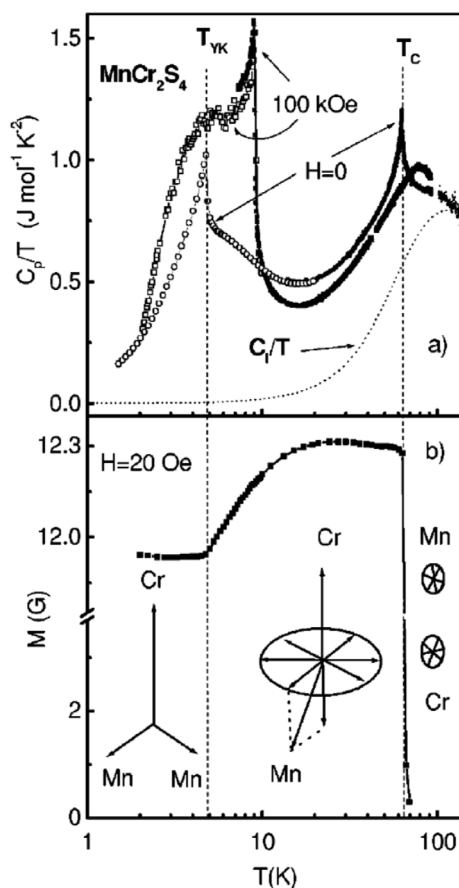 T_YK
T_C
MnCr₂S₄
100 kOe
H=0
C_l/T
a)
C_p/T (J mol⁻¹ K⁻²)
1.5
1.0
0.5
0.0
H=20 Oe
b)
12.3
12.0
2
0
M (G)
Cr
Mn
Mn
Cr
Mn
Mn
Cr
1
10
100
T(K)